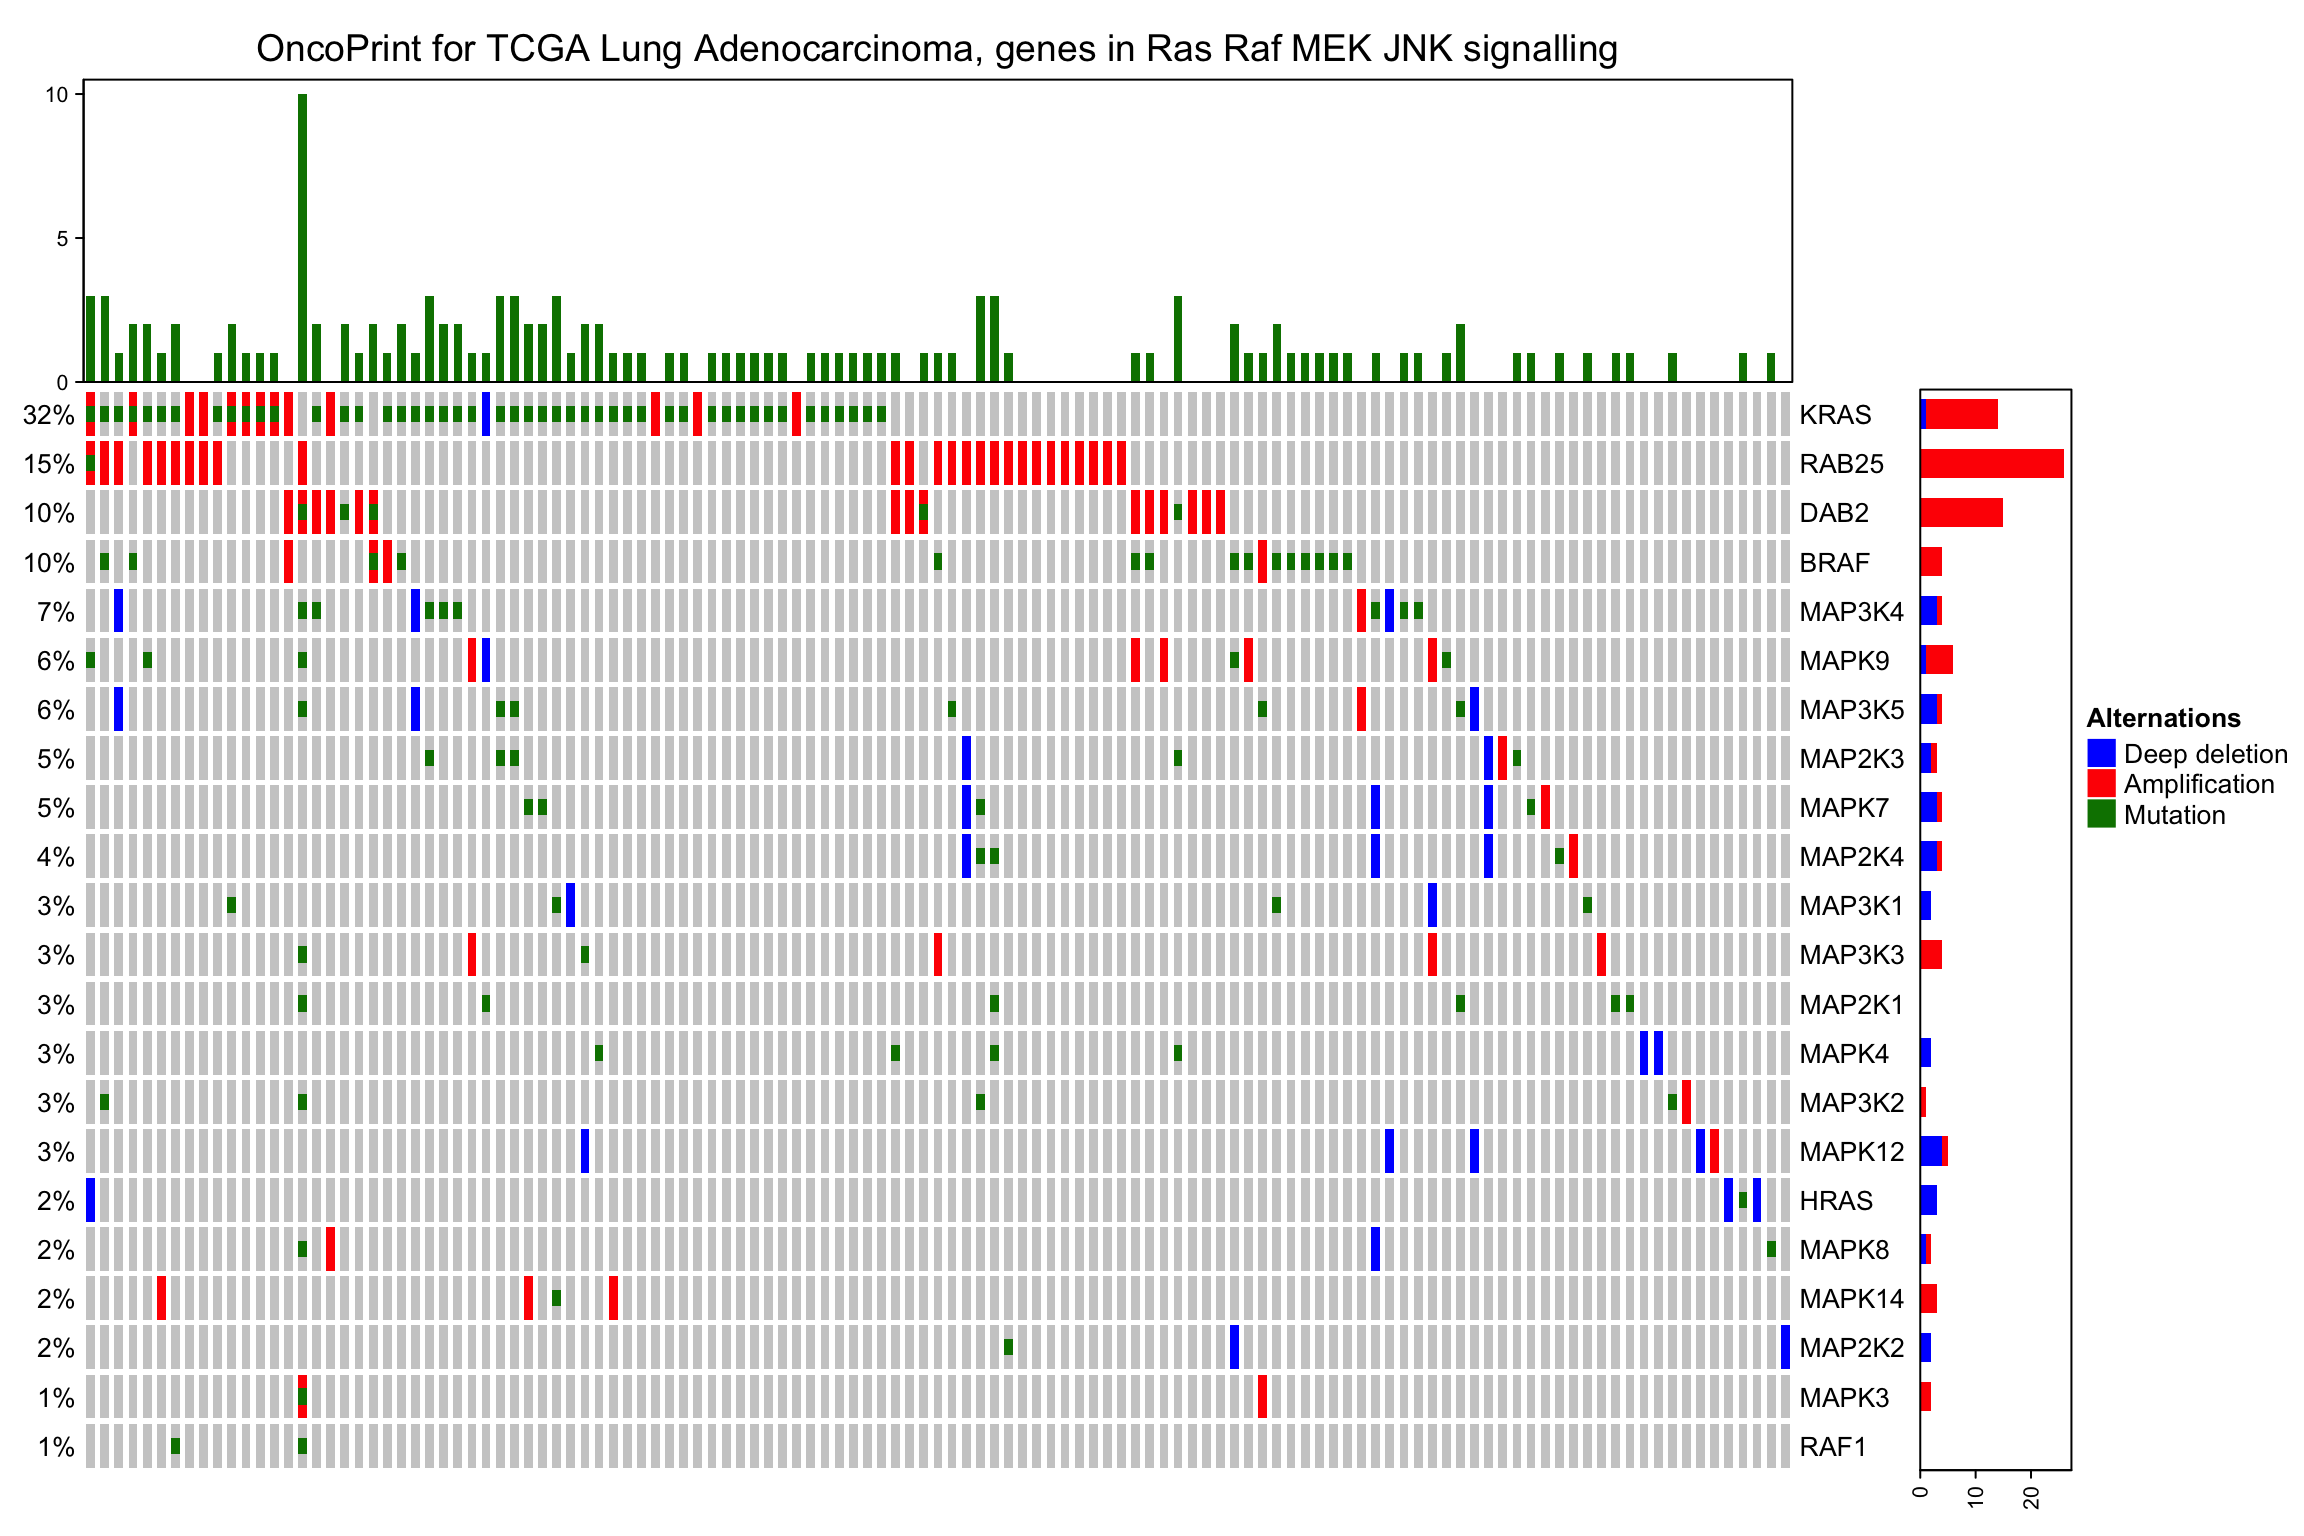 OncoPrint for TCGA Lung Adenocarcinoma, genes in Ras Raf MEK JNK signalling
10
5
0
32% KRAS
15% RAB25
10% DAB2
10% BRAF
7% MAP3K4
6% MAPK9
6% MAP3K5
5% MAP2K3
5% MAPK7
4% MAP2K4
3% MAP3K1
3% MAP3K3
3% MAP2K1
3% MAPK4
3% MAP3K2
3% MAPK12
2% HRAS
2% MAPK8
2% MAPK14
2% MAP2K2
1% MAPK3
1% RAF1
0 10 20
Alternations
Deep deletion
Amplification
Mutation